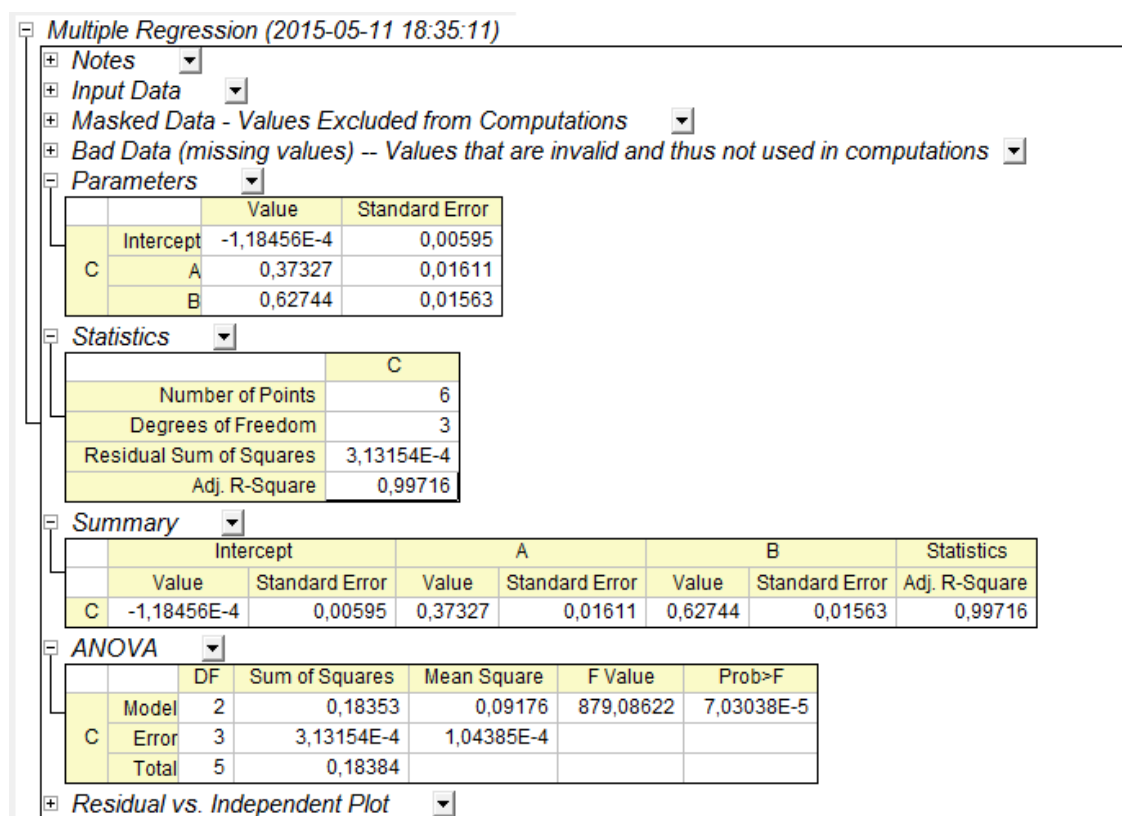 Multiple Regression (2015-05-11 18:35:11)
Notes
Input Data
Masked Data - Values Excluded from Computations
Bad Data (missing values) -- Values that are invalid and thus not used in computations
Parameters
Value Standard Error
Intercept -1,18456E-4 0,00595
C A 0,37327 0,01611
B 0,62744 0,01563
Statistics
C
Number of Points 6
Degrees of Freedom 3
Residual Sum of Squares 3,13154E-4
Adj. R-Square 0,99716
Summary
Intercept A B Statistics
Value Standard Error Value Standard Error Value Standard Error Adj. R-Square
C -1,18456E-4 0,00595 0,37327 0,01611 0,62744 0,01563 0,99716
ANOVA
DF Sum of Squares Mean Square F Value Prob>F
Model 2 0,18353 0,09176 879,08622 7,03038E-5
C Error 3 3,13154E-4 1,04385E-4
Total 5 0,18384
Residual vs. Independent Plot